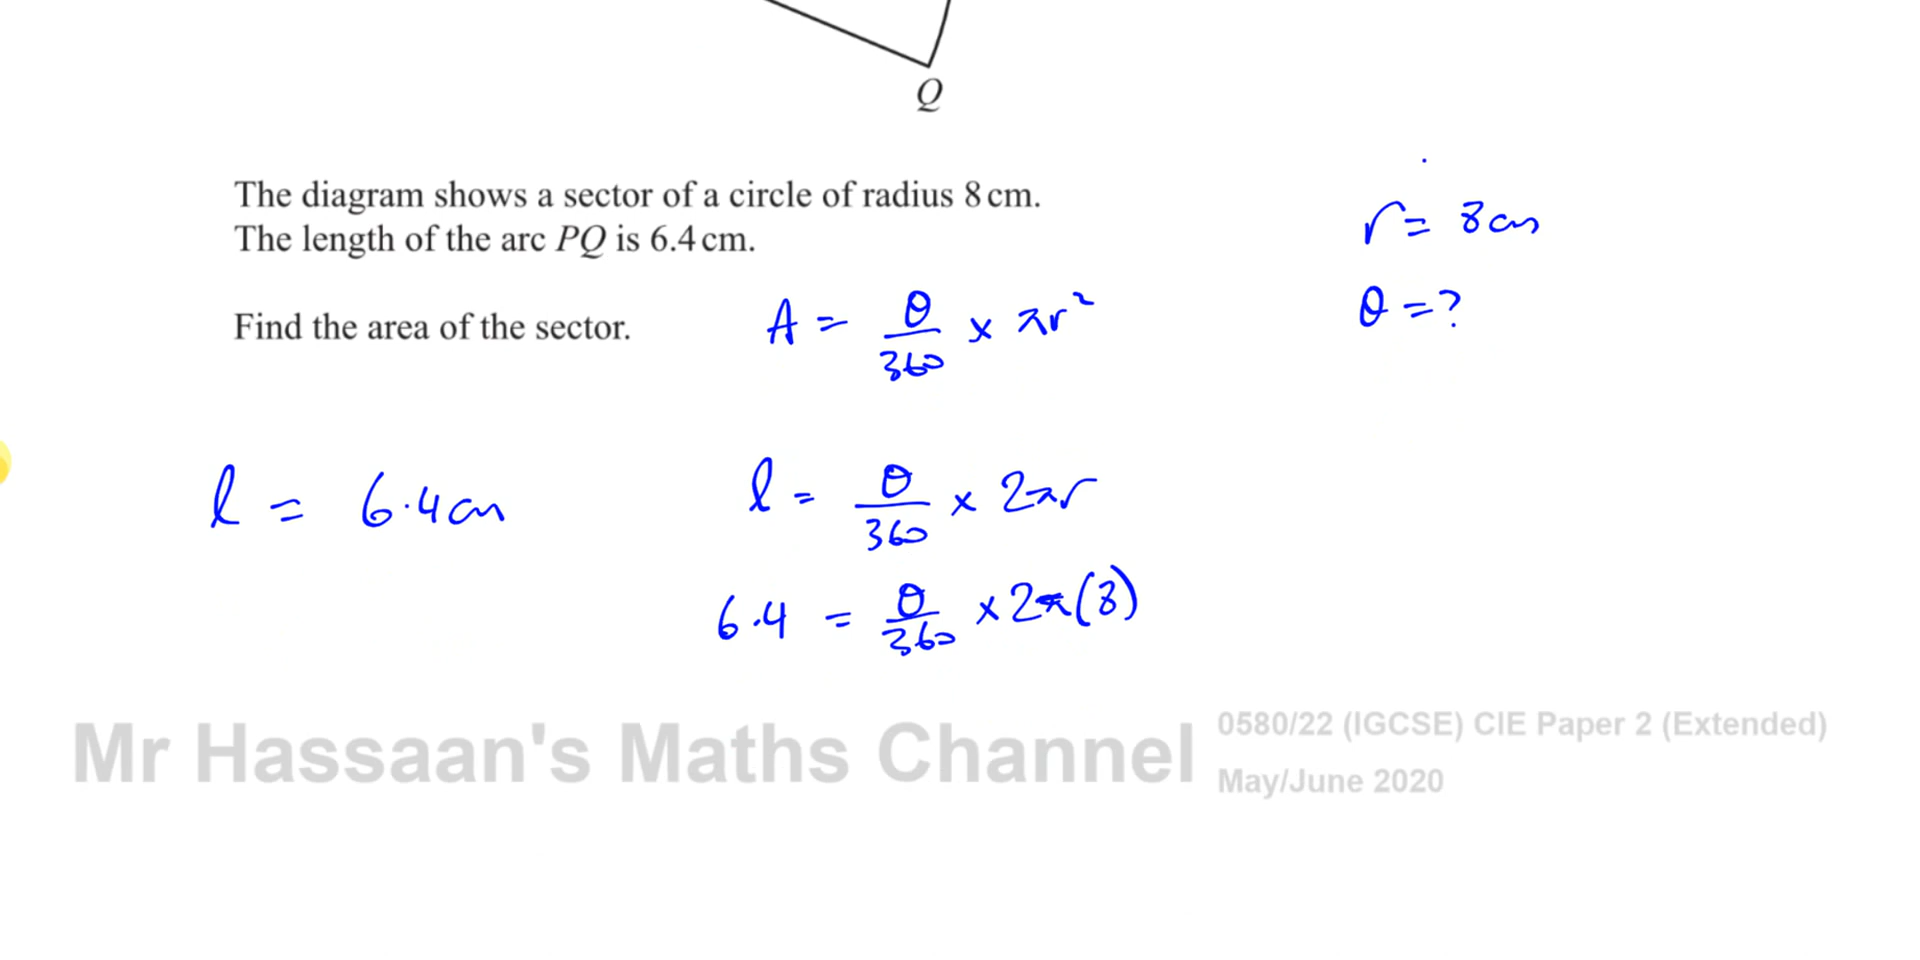 Q
The diagram shows a sector of a circle of radius 8 cm.
The length of the arc PQ is 6.4 cm.
r = 8cm
θ = ?
Find the area of the sector.
A = θ/360 × πr²
l = 6.4cm
l = θ/360 × 2πr
6.4 = θ/360 × 2π(8)
Mr Hassaan's Maths Channel
0580/22 (IGCSE) CIE Paper 2 (Extended)
May/June 2020